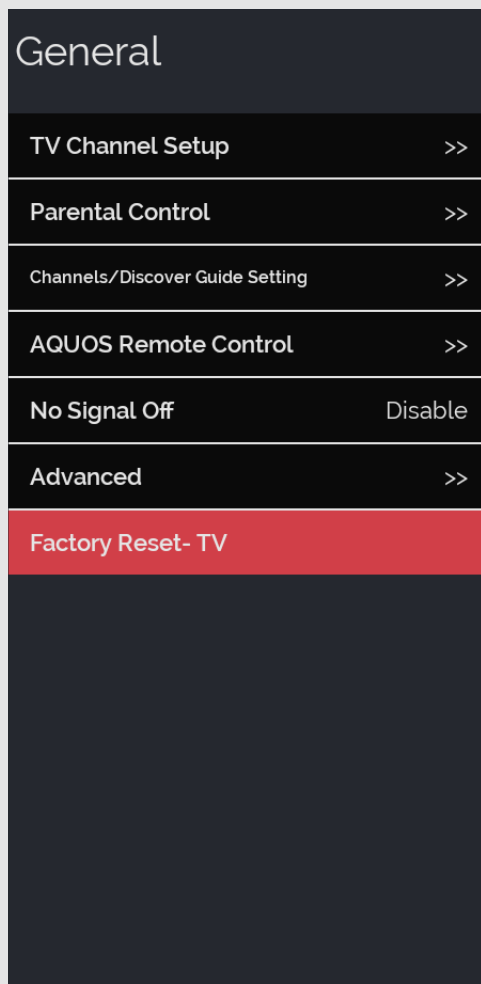 General
TV Channel Setup >>
Parental Control >>
Channels/Discover Guide Setting >>
AQUOS Remote Control >>
No Signal Off Disable
Advanced >>
Factory Reset- TV